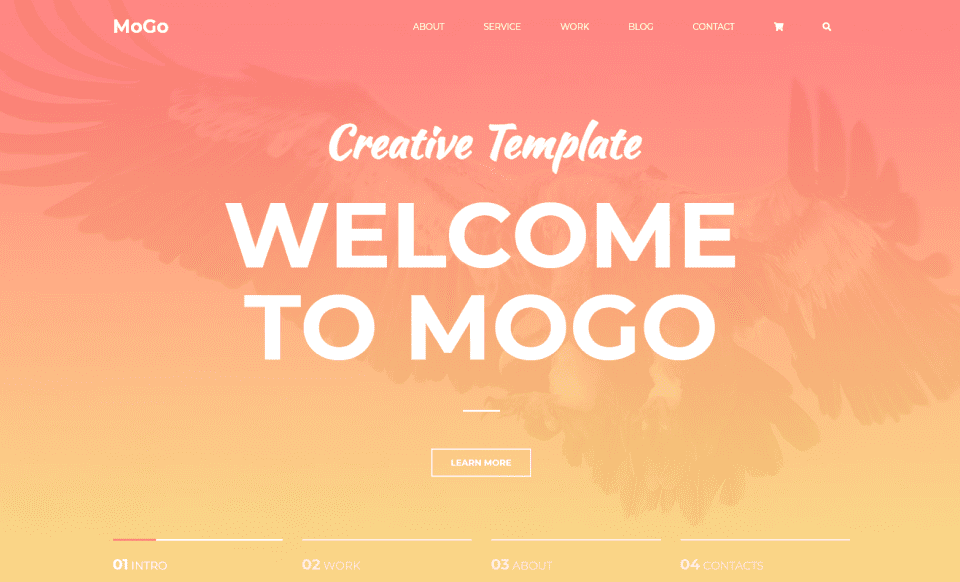 MoGo ABOUT SERVICE WORK BLOG CONTACT
Creative Template
WELCOME
TO MOGO
LEARN MORE
01 INTRO 02 WORK 03 ABOUT 04 CONTACTS